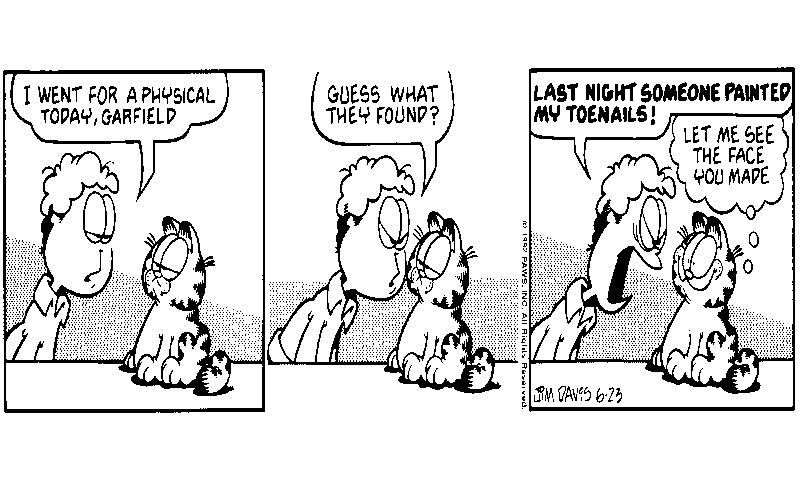 I WENT FOR A PHYSICAL
TODAY, GARFIELD
GUESS WHAT
THEY FOUND?
LAST NIGHT SOMEONE PAINTED
MY TOENAILS!
LET ME SEE
THE FACE
YOU MADE
© 1992 PAWS, INC. All Rights Reserved.
JIM DAVIS 6-23